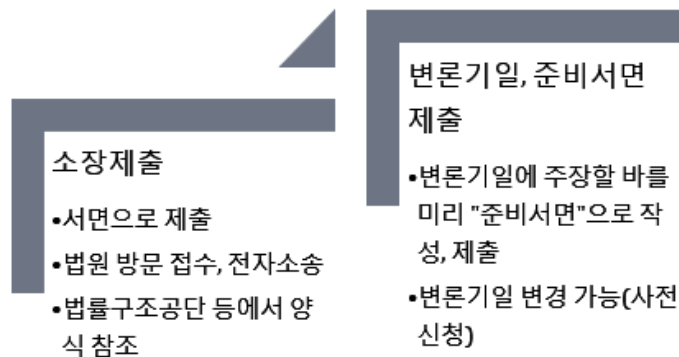 소장제출
•서면으로 제출
•법원 방문 접수, 전자소송
•법률구조공단 등에서 양
식 참조
변론기일, 준비서면
제출
•변론기일에 주장할 바를
미리 "준비서면"으로 작
성, 제출
•변론기일 변경 가능(사전
신청)